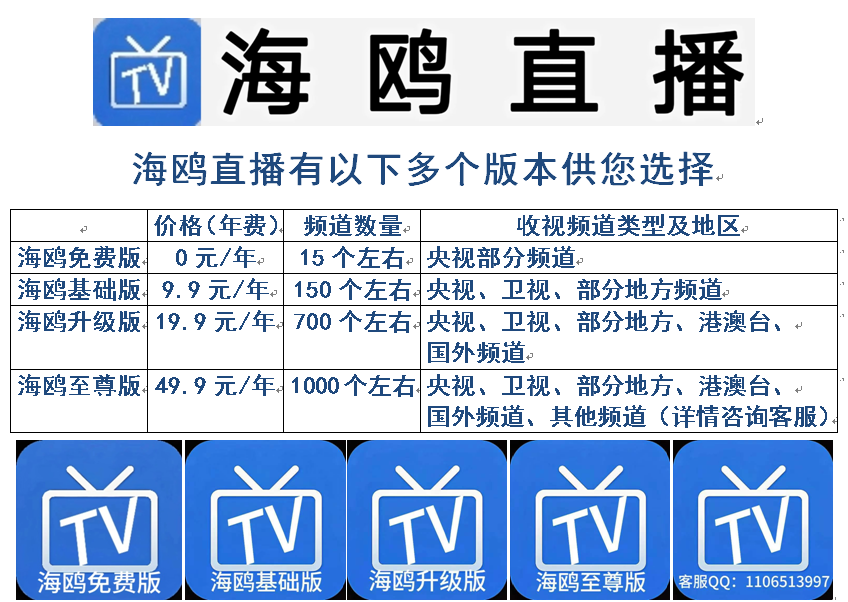 TV 海鸥直播
海鸥直播有以下多个版本供您选择
价格(年费) 频道数量 收视频道类型及地区
海鸥免费版 0 元/年 15 个左右 央视部分频道
海鸥基础版 9.9 元/年 150 个左右 央视、卫视、部分地方频道
海鸥升级版 19.9 元/年 700 个左右 央视、卫视、部分地方、港澳台、
国外频道
海鸥至尊版 49.9 元/年 1000 个左右 央视、卫视、部分地方、港澳台、
国外频道、其他频道（详情咨询客服）
TV TV TV TV TV
海鸥免费版 海鸥基础版 海鸥升级版 海鸥至尊版 客服QQ：1106513997